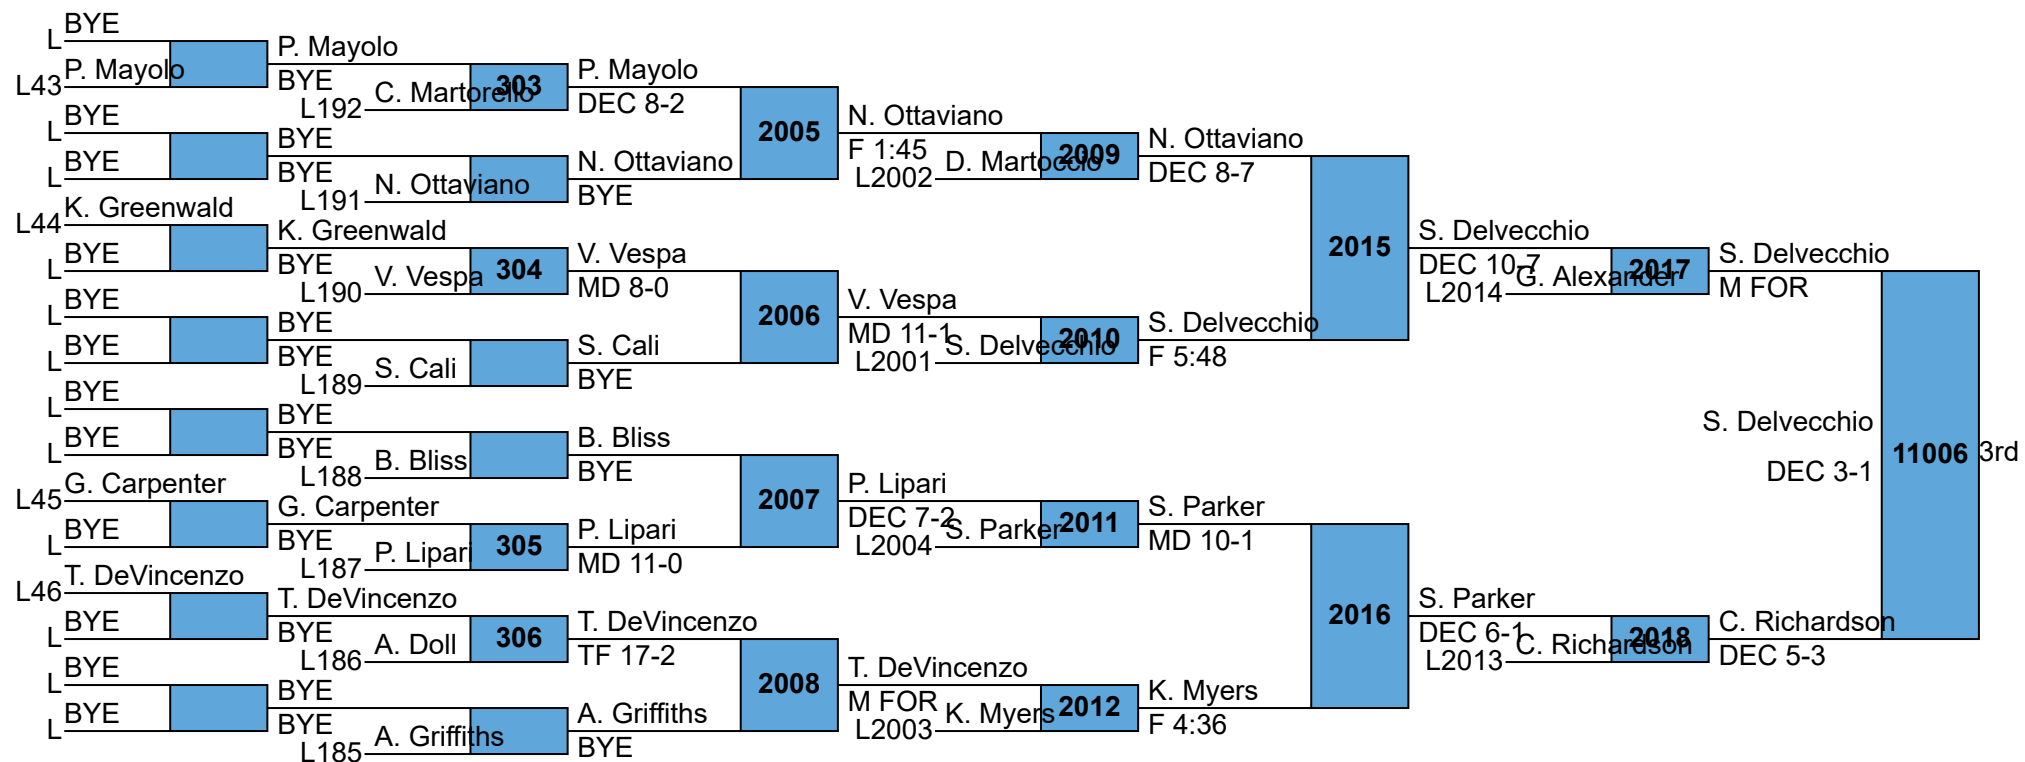 BYE
L
P. Mayolo
L43
P. Mayolo
BYE
C. Martorello
L192
303
P. Mayolo
DEC 8-2
BYE
L
BYE
L
BYE
BYE
N. Ottaviano
L191
N. Ottaviano
BYE
2005
N. Ottaviano
F 1:45
D. Martoccio
L2002
2009
N. Ottaviano
DEC 8-7
K. Greenwald
L44
BYE
L
K. Greenwald
BYE
V. Vespa
L190
304
V. Vespa
MD 8-0
BYE
L
BYE
L
BYE
BYE
S. Cali
L189
S. Cali
BYE
2006
V. Vespa
MD 11-1
S. Delvecchio
L2001
2010
S. Delvecchio
F 5:48
2015
S. Delvecchio
DEC 10-7
G. Alexander
L2014
2017
S. Delvecchio
M FOR
BYE
L
BYE
L
BYE
BYE
B. Bliss
L188
B. Bliss
BYE
G. Carpenter
L45
BYE
L
G. Carpenter
BYE
P. Lipari
L187
305
P. Lipari
MD 11-0
2007
P. Lipari
DEC 7-2
S. Parker
L2004
2011
S. Parker
MD 10-1
T. DeVincenzo
L46
BYE
L
T. DeVincenzo
BYE
A. Doll
L186
306
T. DeVincenzo
TF 17-2
BYE
L
BYE
L
BYE
BYE
A. Griffiths
L185
A. Griffiths
BYE
2008
T. DeVincenzo
M FOR
K. Myers
L2003
2012
K. Myers
F 4:36
2016
S. Parker
DEC 6-1
C. Richardson
L2013
2018
C. Richardson
DEC 5-3
S. Delvecchio
DEC 3-1
11006
3rd